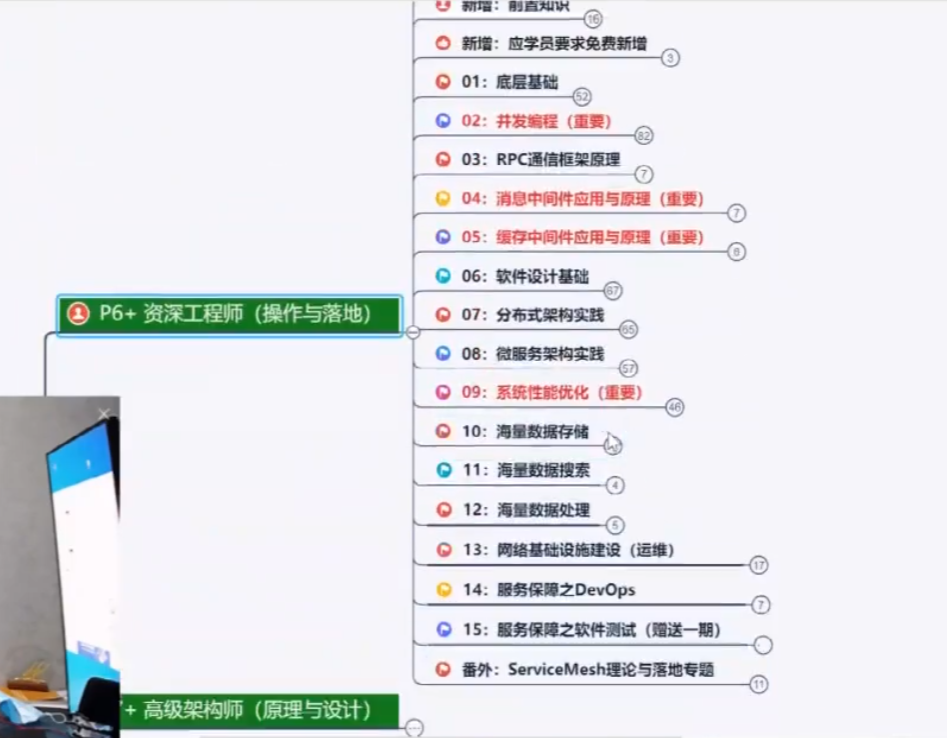 新增：前置知识
16
新增：应学员要求免费新增
3
01：底层基础
52
02：并发编程（重要）
82
03：RPC通信框架原理
7
04：消息中间件应用与原理（重要）
7
05：缓存中间件应用与原理（重要）
6
06：软件设计基础
67
P6+ 资深工程师（操作与落地）
07：分布式架构实践
65
08：微服务架构实践
57
09：系统性能优化（重要）
46
10：海量数据存储
11：海量数据搜索
4
12：海量数据处理
5
13：网络基础设施建设（运维）
17
14：服务保障之DevOps
7
15：服务保障之软件测试（赠送一期）
番外：ServiceMesh理论与落地专题
11
+ 高级架构师（原理与设计）